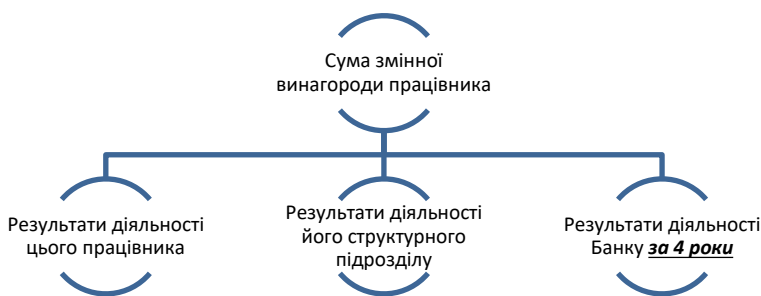 Сума змінної
винагороди працівника
Результати діяльності
цього працівника
Результати діяльності
його структурного
підрозділу
Результати діяльності
Банку за 4 роки